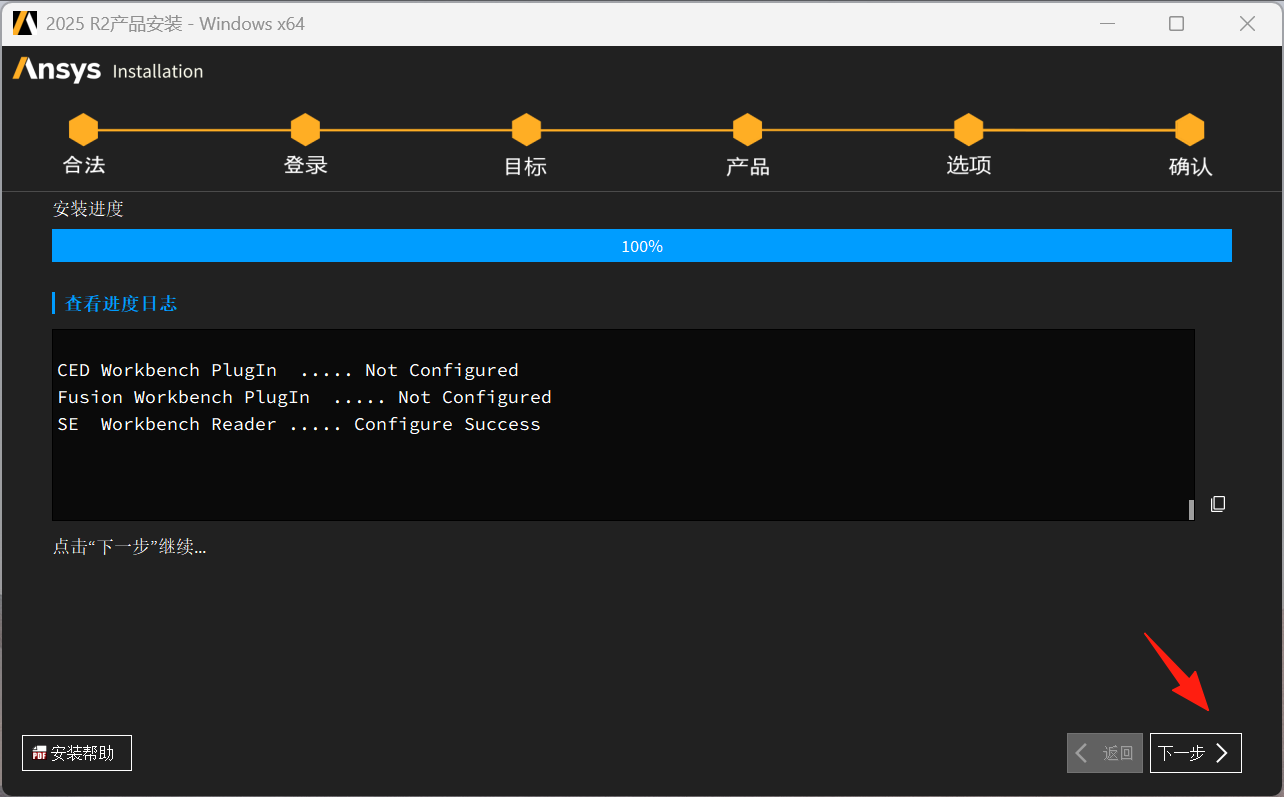 2025 R2产品安装 - Windows x64
Ansys Installation
合法 登录 目标 产品 选项 确认
安装进度
100%
查看进度日志
CED Workbench PlugIn ..... Not Configured
Fusion Workbench PlugIn ..... Not Configured
SE Workbench Reader ..... Configure Success
点击“下一步”继续...
PDF 安装帮助 返回 下一步